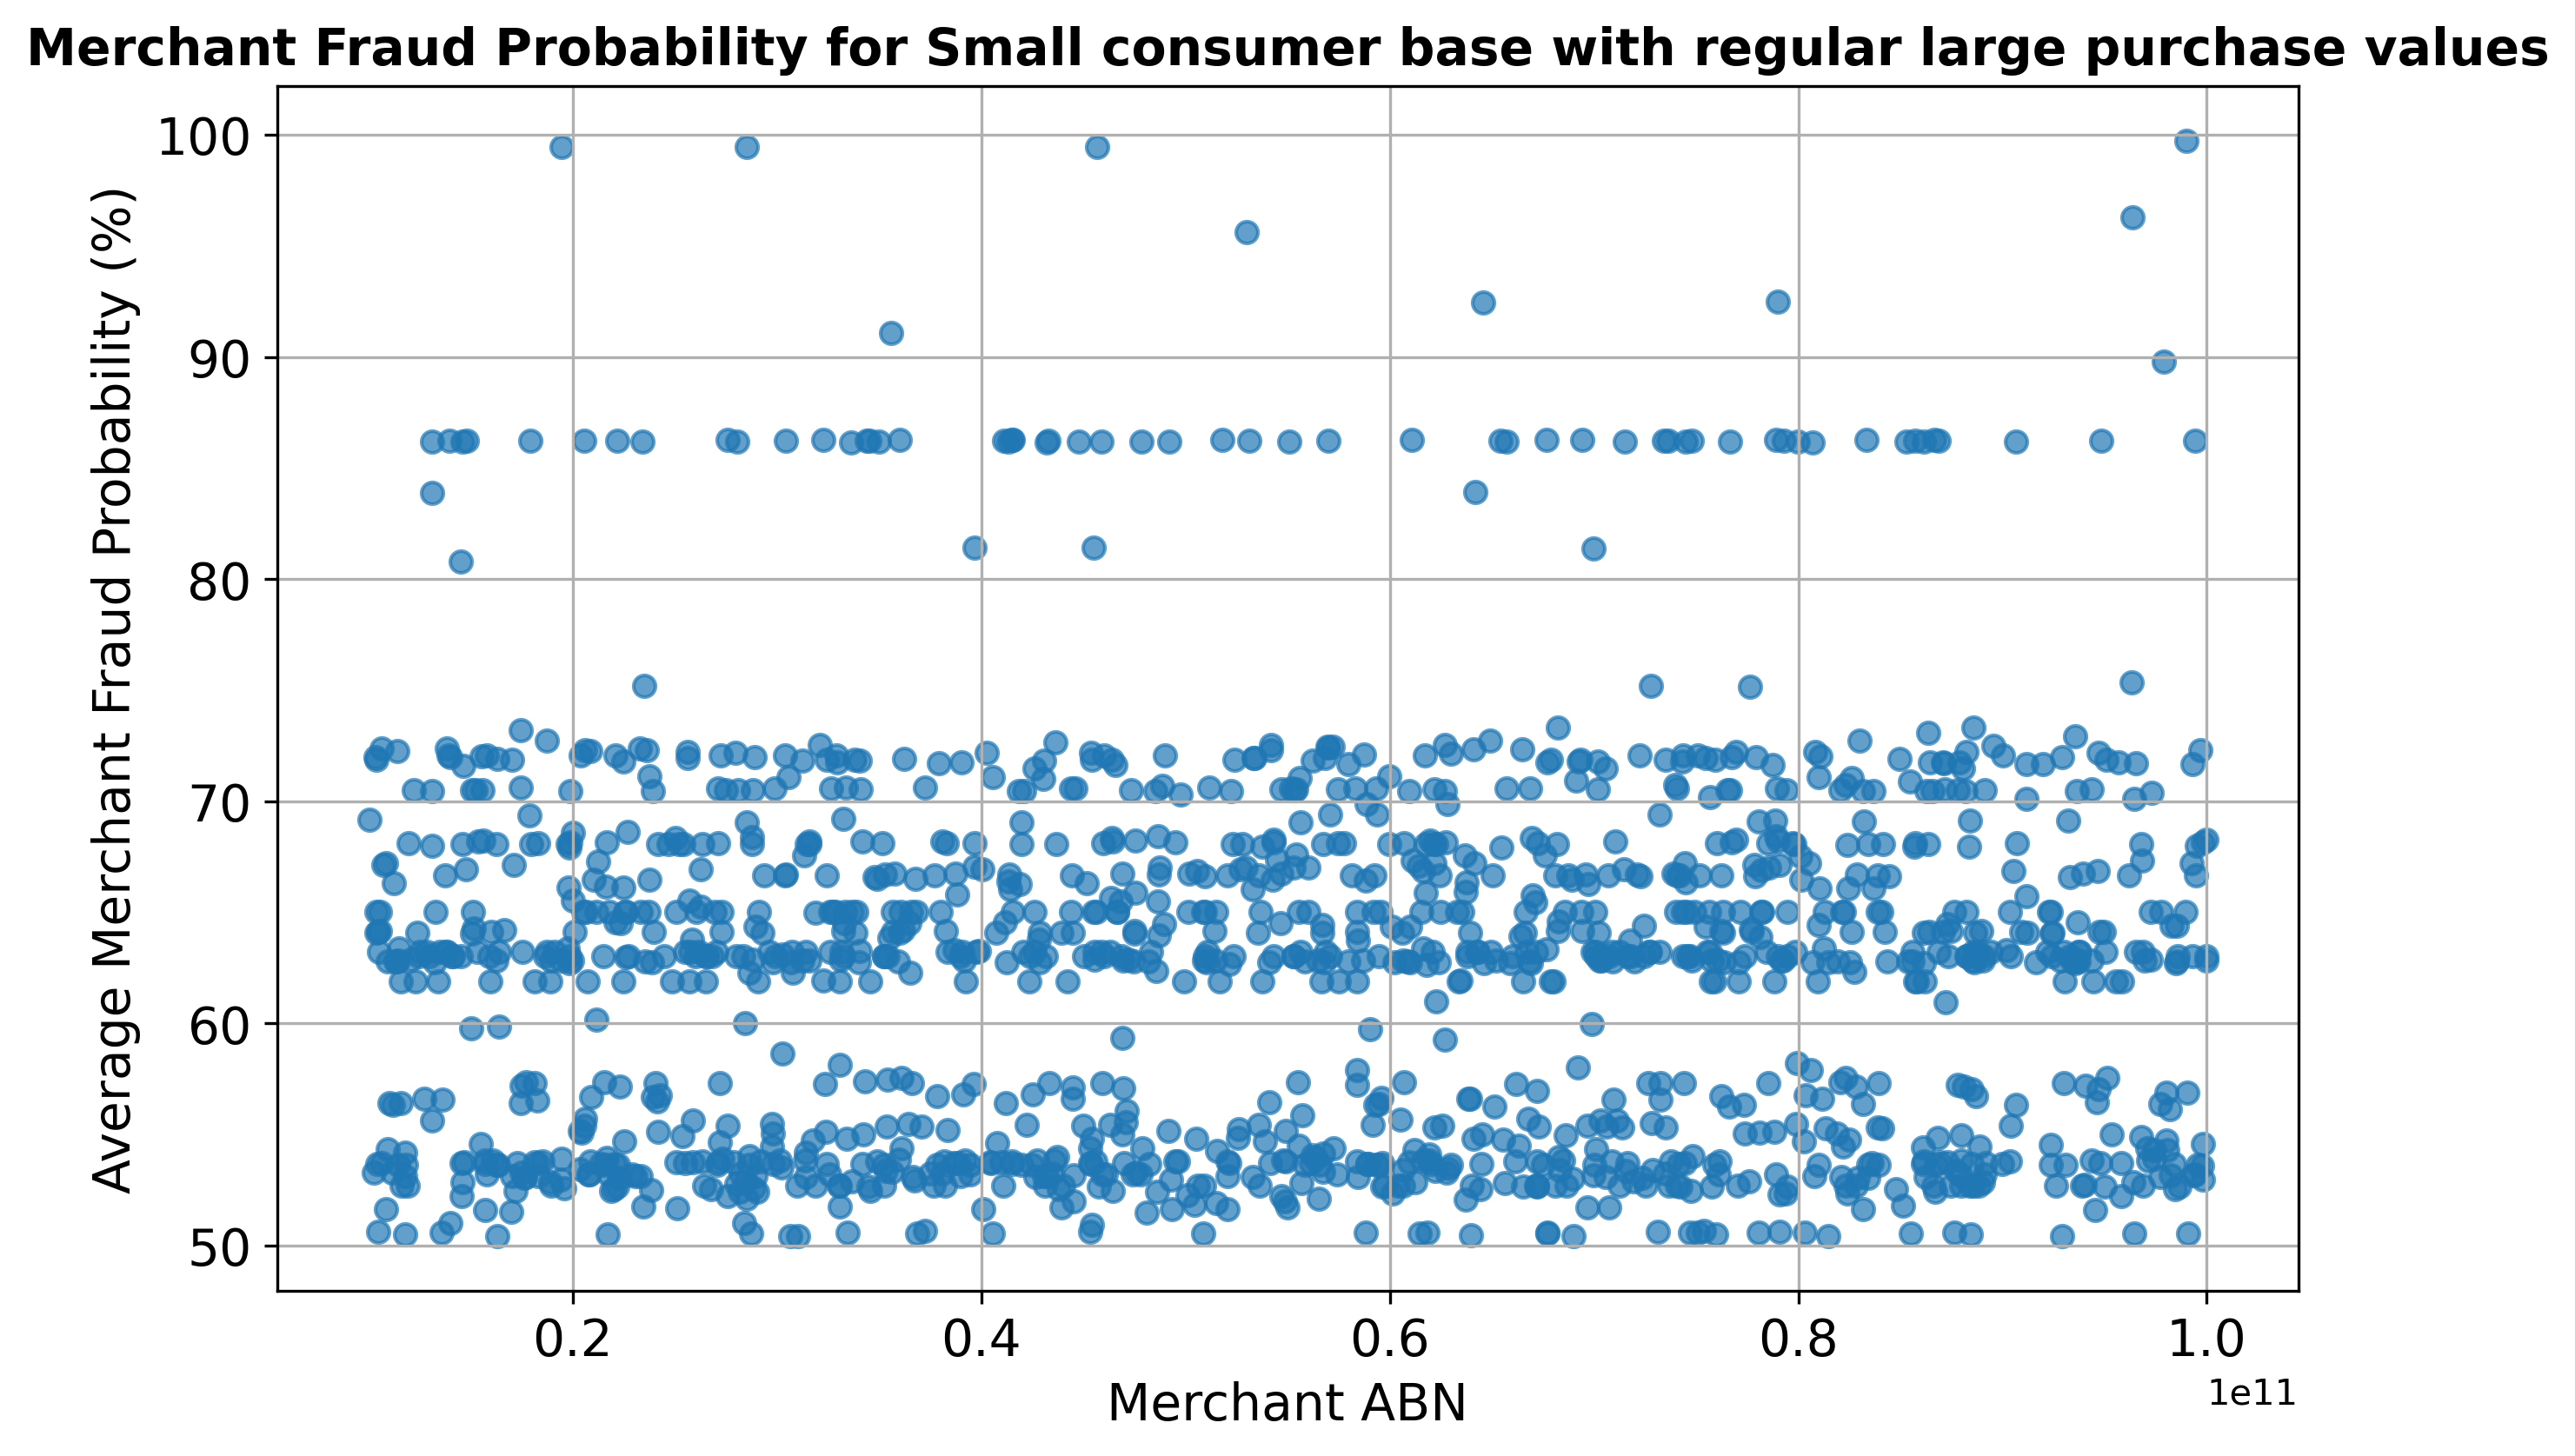 Merchant Fraud Probability for Small consumer base with regular large purchase values
Average Merchant Fraud Probability (%)
100
90
80
70
60
50
0.2 0.4 0.6 0.8 1.0
1e11
Merchant ABN